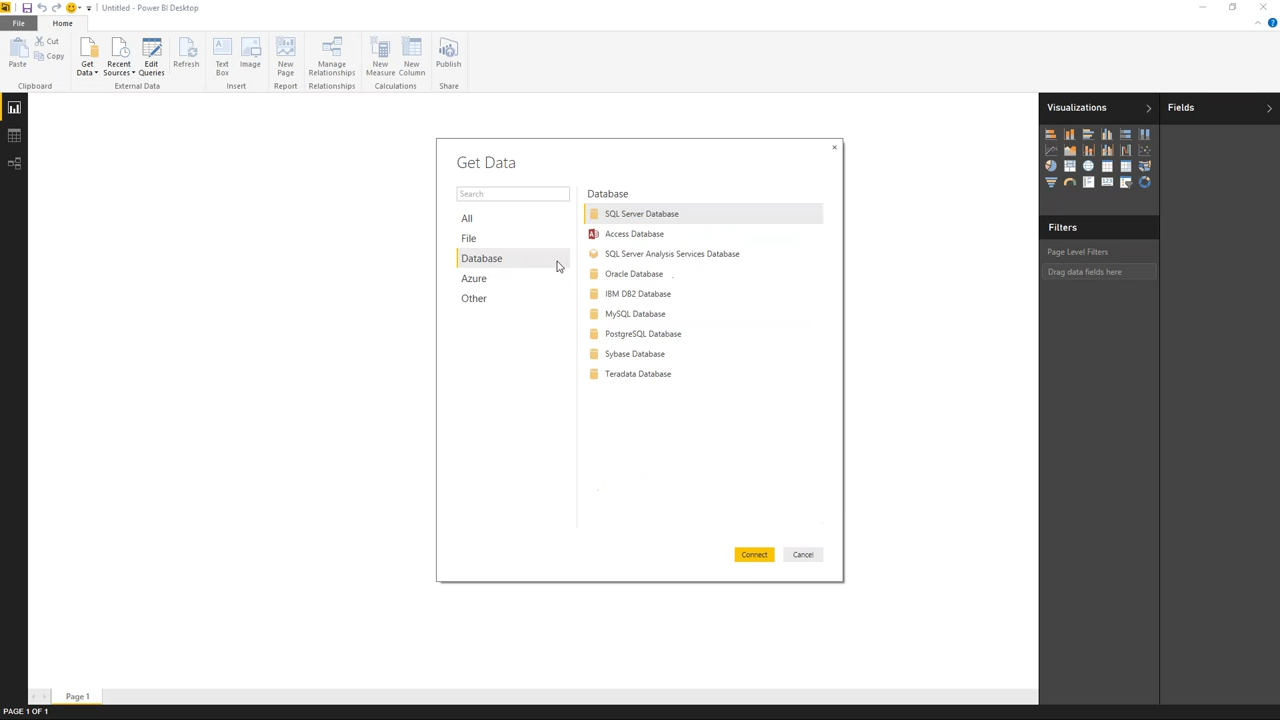 Untitled - Power BI Desktop
File
Home
Paste
Cut
Copy
Get Data
Recent Sources
Edit Queries
Refresh
Text Box
Image
New Page
Manage Relationships
New Measure
New Column
Publish
Clipboard
External Data
Insert
Report
Relationships
Calculations
Share
Visualizations
Fields
Filters
Page Level Filters
Drag data fields here
Get Data
Search
All
File
Database
Azure
Other
Database
SQL Server Database
Access Database
SQL Server Analysis Services Database
Oracle Database
IBM DB2 Database
MySQL Database
PostgreSQL Database
Sybase Database
Teradata Database
Connect
Cancel
Page 1
PAGE 1 OF 1